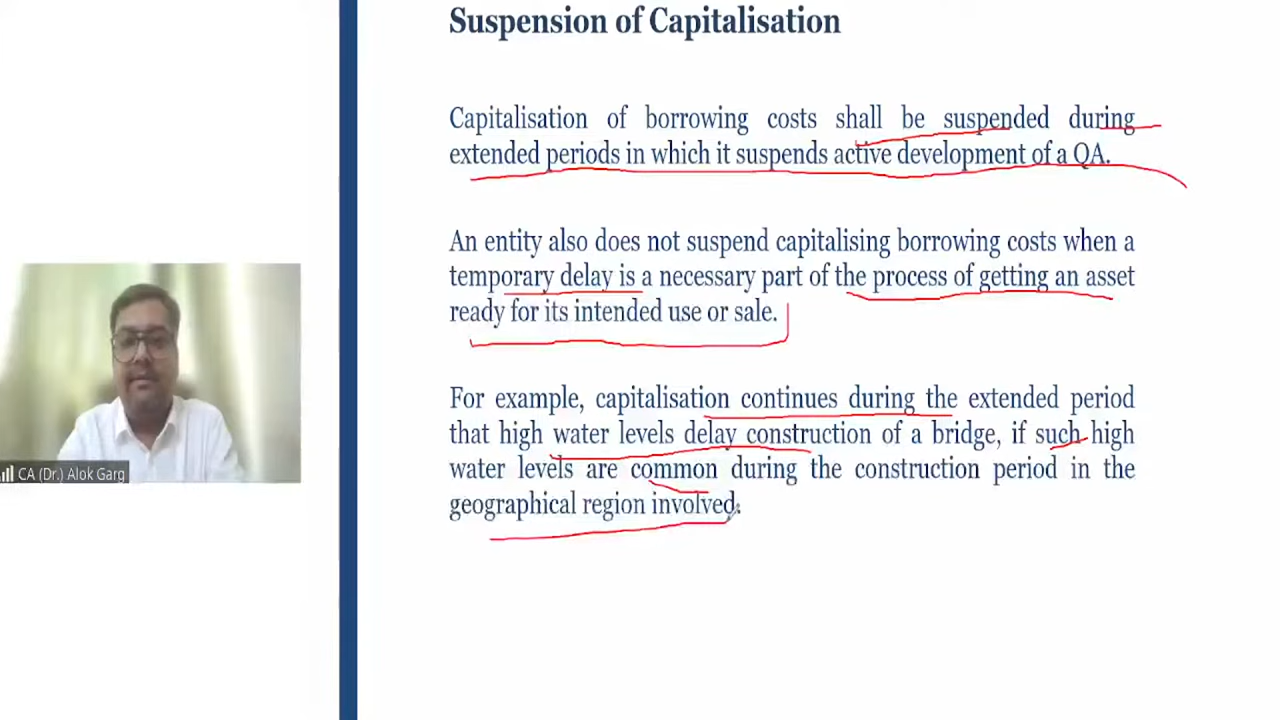 Suspension of Capitalisation
Capitalisation of borrowing costs shall be suspended during
extended periods in which it suspends active development of a QA.
An entity also does not suspend capitalising borrowing costs when a
temporary delay is a necessary part of the process of getting an asset
ready for its intended use or sale.
For example, capitalisation continues during the extended period
that high water levels delay construction of a bridge, if such high
water levels are common during the construction period in the
geographical region involved.
CA (Dr.) Alok Garg